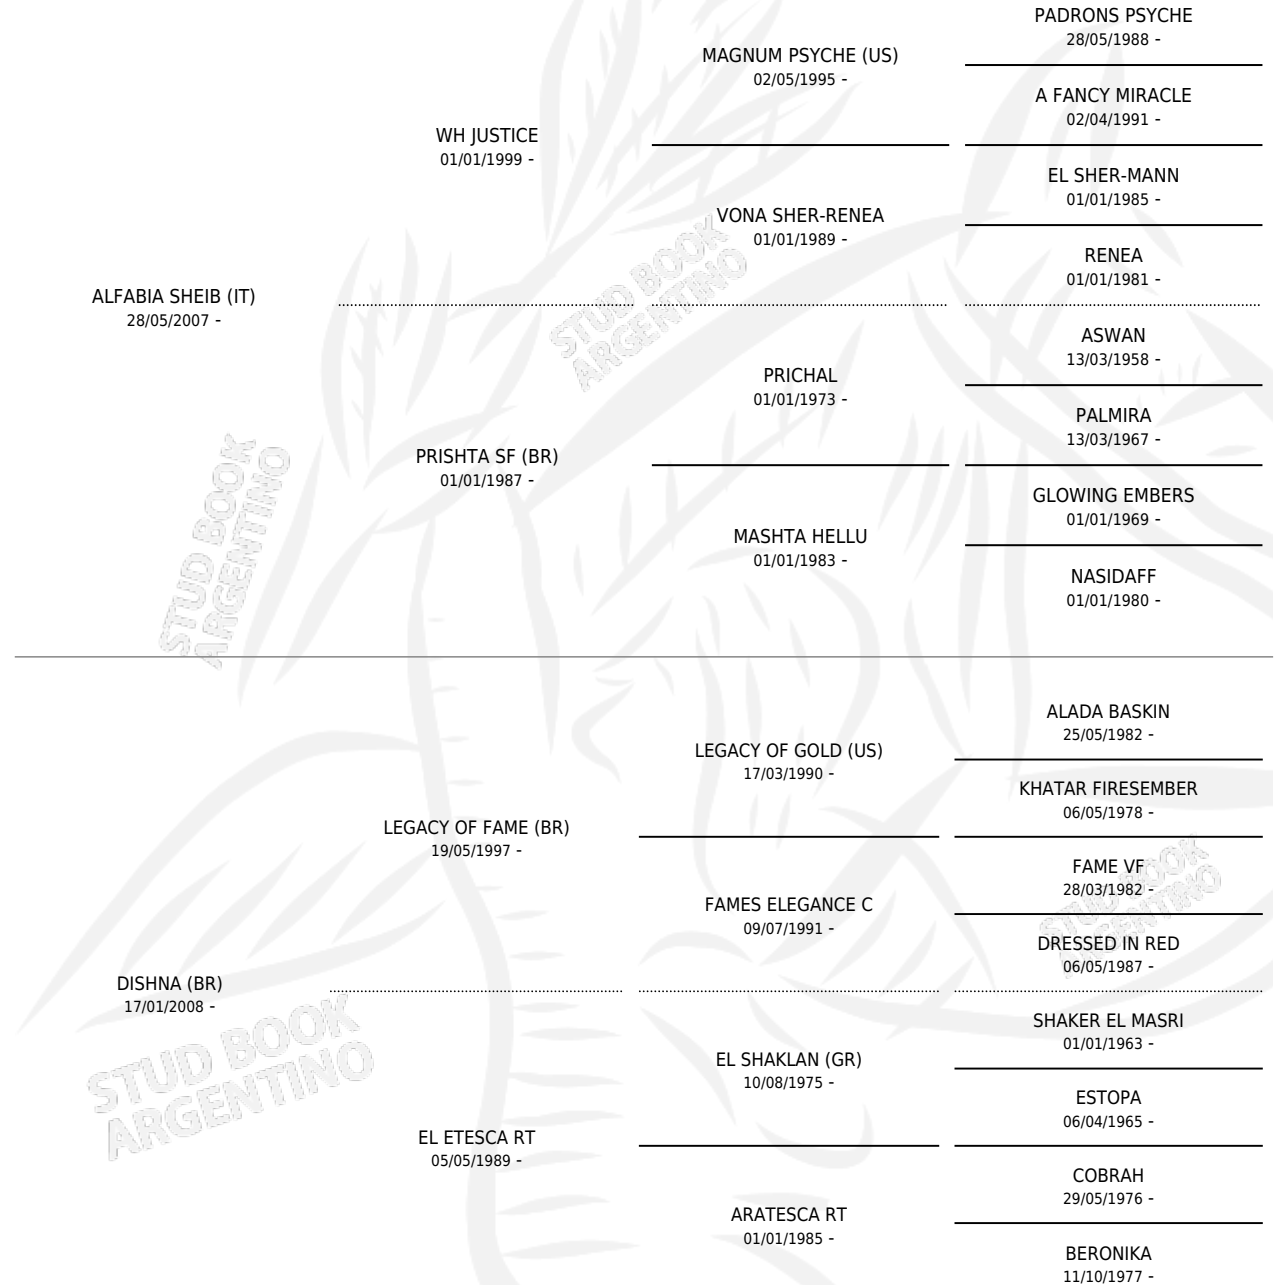 PADRONS PSYCHE
28/05/1988 -
MAGNUM PSYCHE (US)
02/05/1995 -
A FANCY MIRACLE
02/04/1991 -
WH JUSTICE
01/01/1999 -
EL SHER-MANN
01/01/1985 -
VONA SHER-RENEA
01/01/1989 -
RENEA
01/01/1981 -
ALFABIA SHEIB (IT)
28/05/2007 -
ASWAN
13/03/1958 -
PRICHAL
01/01/1973 -
PALMIRA
13/03/1967 -
PRISHTA SF (BR)
01/01/1987 -
GLOWING EMBERS
01/01/1969 -
MASHTA HELLU
01/01/1983 -
NASIDAFF
01/01/1980 -
STUD BOOK
ARGENTINO
STUD BOOK
ARGENTINO
ALADA BASKIN
25/05/1982 -
LEGACY OF GOLD (US)
17/03/1990 -
KHATAR FIRESEMBER
06/05/1978 -
LEGACY OF FAME (BR)
19/05/1997 -
FAME VF
28/03/1982 -
FAMES ELEGANCE C
09/07/1991 -
DRESSED IN RED
06/05/1987 -
DISHNA (BR)
17/01/2008 -
SHAKER EL MASRI
01/01/1963 -
EL SHAKLAN (GR)
10/08/1975 -
ESTOPA
06/04/1965 -
EL ETESCA RT
05/05/1989 -
COBRAH
29/05/1976 -
ARATESCA RT
01/01/1985 -
BERONIKA
11/10/1977 -
STUD BOOK
ARGENTINO
STUD BOOK
ARGENTINO